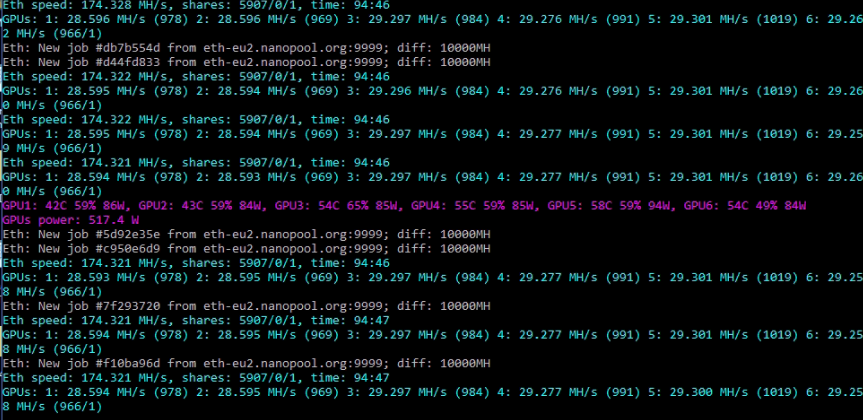 Eth speed: 174.328 MH/s, shares: 5907/0/1, time: 94:46
GPUs: 1: 28.596 MH/s (978) 2: 28.596 MH/s (969) 3: 29.297 MH/s (984) 4: 29.276 MH/s (991) 5: 29.301 MH/s (1019) 6: 29.26
2 MH/s (966/1)
Eth: New job #db7b554d from eth-eu2.nanopool.org:9999; diff: 10000MH
Eth: New job #d44fd833 from eth-eu2.nanopool.org:9999; diff: 10000MH
Eth speed: 174.322 MH/s, shares: 5907/0/1, time: 94:46
GPUs: 1: 28.595 MH/s (978) 2: 28.594 MH/s (969) 3: 29.296 MH/s (984) 4: 29.276 MH/s (991) 5: 29.301 MH/s (1019) 6: 29.26
0 MH/s (966/1)
Eth speed: 174.322 MH/s, shares: 5907/0/1, time: 94:46
GPUs: 1: 28.595 MH/s (978) 2: 28.594 MH/s (969) 3: 29.297 MH/s (984) 4: 29.277 MH/s (991) 5: 29.301 MH/s (1019) 6: 29.25
9 MH/s (966/1)
Eth speed: 174.321 MH/s, shares: 5907/0/1, time: 94:46
GPUs: 1: 28.594 MH/s (978) 2: 28.593 MH/s (969) 3: 29.297 MH/s (984) 4: 29.277 MH/s (991) 5: 29.301 MH/s (1019) 6: 29.26
0 MH/s (966/1)
GPU1: 42C 59% 86W, GPU2: 43C 59% 84W, GPU3: 54C 65% 85W, GPU4: 55C 59% 85W, GPU5: 58C 59% 94W, GPU6: 54C 49% 84W
GPUs power: 517.4 W
Eth: New job #5d92e35e from eth-eu2.nanopool.org:9999; diff: 10000MH
Eth: New job #c950e6d9 from eth-eu2.nanopool.org:9999; diff: 10000MH
Eth speed: 174.321 MH/s, shares: 5907/0/1, time: 94:46
GPUs: 1: 28.593 MH/s (978) 2: 28.595 MH/s (969) 3: 29.297 MH/s (984) 4: 29.277 MH/s (991) 5: 29.301 MH/s (1019) 6: 29.25
8 MH/s (966/1)
Eth: New job #7f293720 from eth-eu2.nanopool.org:9999; diff: 10000MH
Eth speed: 174.321 MH/s, shares: 5907/0/1, time: 94:47
GPUs: 1: 28.594 MH/s (978) 2: 28.595 MH/s (969) 3: 29.297 MH/s (984) 4: 29.277 MH/s (991) 5: 29.301 MH/s (1019) 6: 29.25
8 MH/s (966/1)
Eth: New job #f10ba96d from eth-eu2.nanopool.org:9999; diff: 10000MH
Eth speed: 174.321 MH/s, shares: 5907/0/1, time: 94:47
GPUs: 1: 28.594 MH/s (978) 2: 28.595 MH/s (969) 3: 29.297 MH/s (984) 4: 29.277 MH/s (991) 5: 29.300 MH/s (1019) 6: 29.25
8 MH/s (966/1)